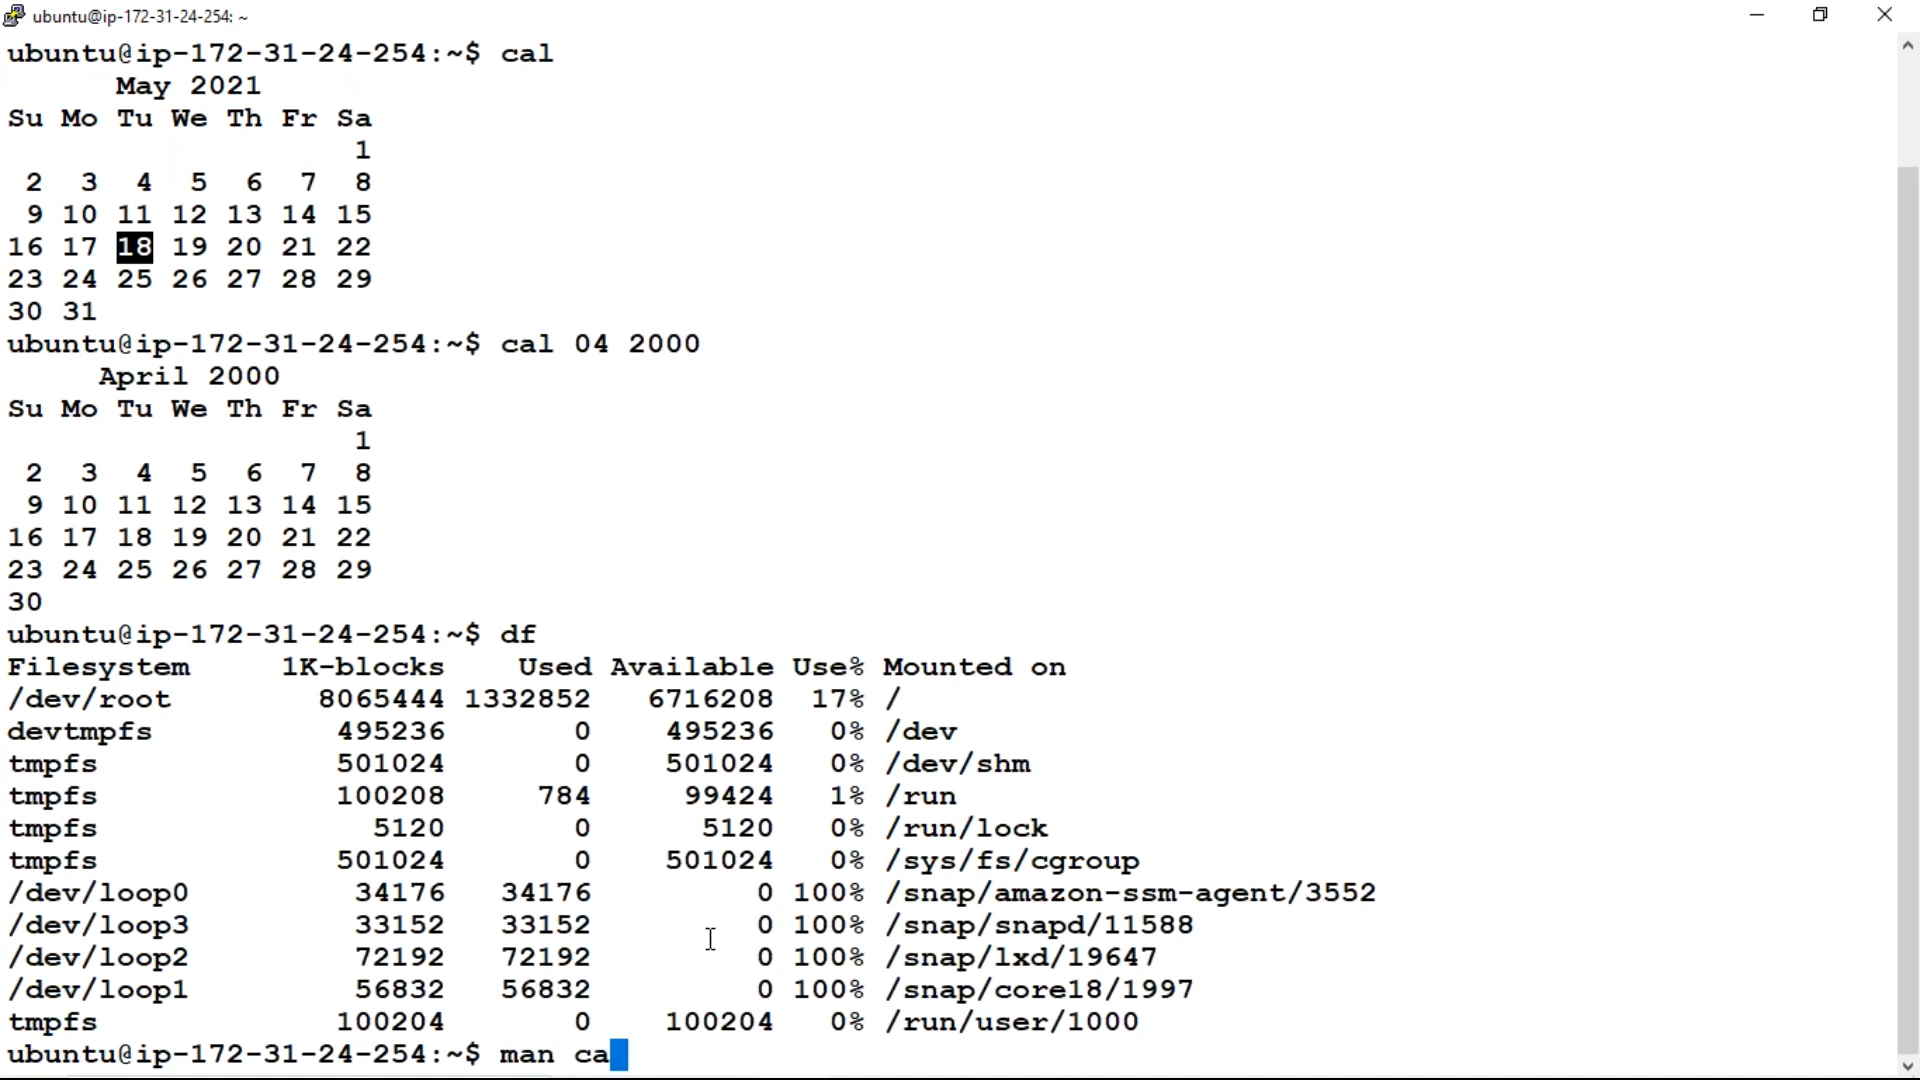 ubuntu@ip-172-31-24-254: ~
ubuntu@ip-172-31-24-254:~$ cal
      May 2021
Su Mo Tu We Th Fr Sa
                   1
 2  3  4  5  6  7  8
 9 10 11 12 13 14 15
16 17 18 19 20 21 22
23 24 25 26 27 28 29
30 31
ubuntu@ip-172-31-24-254:~$ cal 04 2000
     April 2000
Su Mo Tu We Th Fr Sa
                   1
 2  3  4  5  6  7  8
 9 10 11 12 13 14 15
16 17 18 19 20 21 22
23 24 25 26 27 28 29
30
ubuntu@ip-172-31-24-254:~$ df
Filesystem     1K-blocks    Used Available Use% Mounted on
/dev/root        8065444 1332852   6716208  17% /
devtmpfs          495236       0    495236   0% /dev
tmpfs             501024       0    501024   0% /dev/shm
tmpfs             100208     784     99424   1% /run
tmpfs               5120       0      5120   0% /run/lock
tmpfs             501024       0    501024   0% /sys/fs/cgroup
/dev/loop0         34176   34176         0 100% /snap/amazon-ssm-agent/3552
/dev/loop3         33152   33152         0 100% /snap/snapd/11588
/dev/loop2         72192   72192         0 100% /snap/lxd/19647
/dev/loop1         56832   56832         0 100% /snap/core18/1997
tmpfs             100204       0    100204   0% /run/user/1000
ubuntu@ip-172-31-24-254:~$ man ca